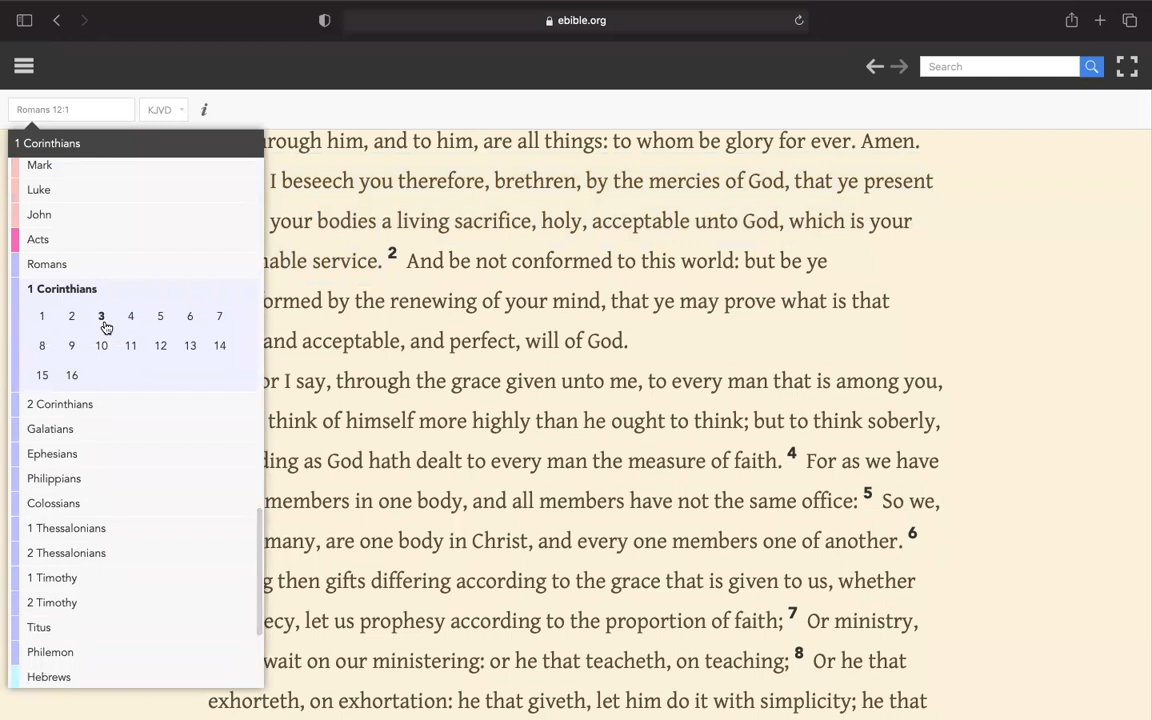 ebible.org
Search
Romans 12:1
KJVD
i
1 Corinthians
Mark
Luke
John
Acts
Romans
1 Corinthians
1 2 3 4 5 6 7
8 9 10 11 12 13 14
15 16
2 Corinthians
Galatians
Ephesians
Philippians
Colossians
1 Thessalonians
2 Thessalonians
1 Timothy
2 Timothy
Titus
Philemon
Hebrews
rough him, and to him, are all things: to whom be glory for ever. Amen.
I beseech you therefore, brethren, by the mercies of God, that ye present
your bodies a living sacrifice, holy, acceptable unto God, which is your
nable service. 2 And be not conformed to this world: but be ye
ormed by the renewing of your mind, that ye may prove what is that
and acceptable, and perfect, will of God.
or I say, through the grace given unto me, to every man that is among you,
think of himself more highly than he ought to think; but to think soberly,
ding as God hath dealt to every man the measure of faith. 4 For as we have
members in one body, and all members have not the same office: 5 So we,
many, are one body in Christ, and every one members one of another. 6
g then gifts differing according to the grace that is given to us, whether
ecy, let us prophesy according to the proportion of faith; 7 Or ministry,
wait on our ministering: or he that teacheth, on teaching; 8 Or he that
exhorteth, on exhortation: he that giveth, let him do it with simplicity; he that